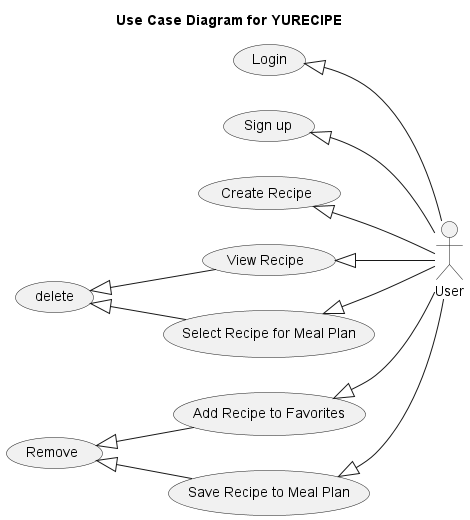 Use Case Diagram for YURECIPE
Login
Sign up
Create Recipe
View Recipe
User
delete
Select Recipe for Meal Plan
Add Recipe to Favorites
Remove
Save Recipe to Meal Plan